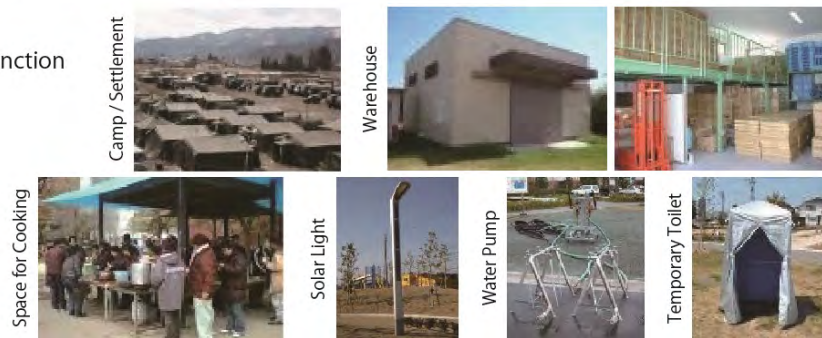 nction
Camp / Settlement
Warehouse
Space for Cooking
Solar Light
Water Pump
Temporary Toilet